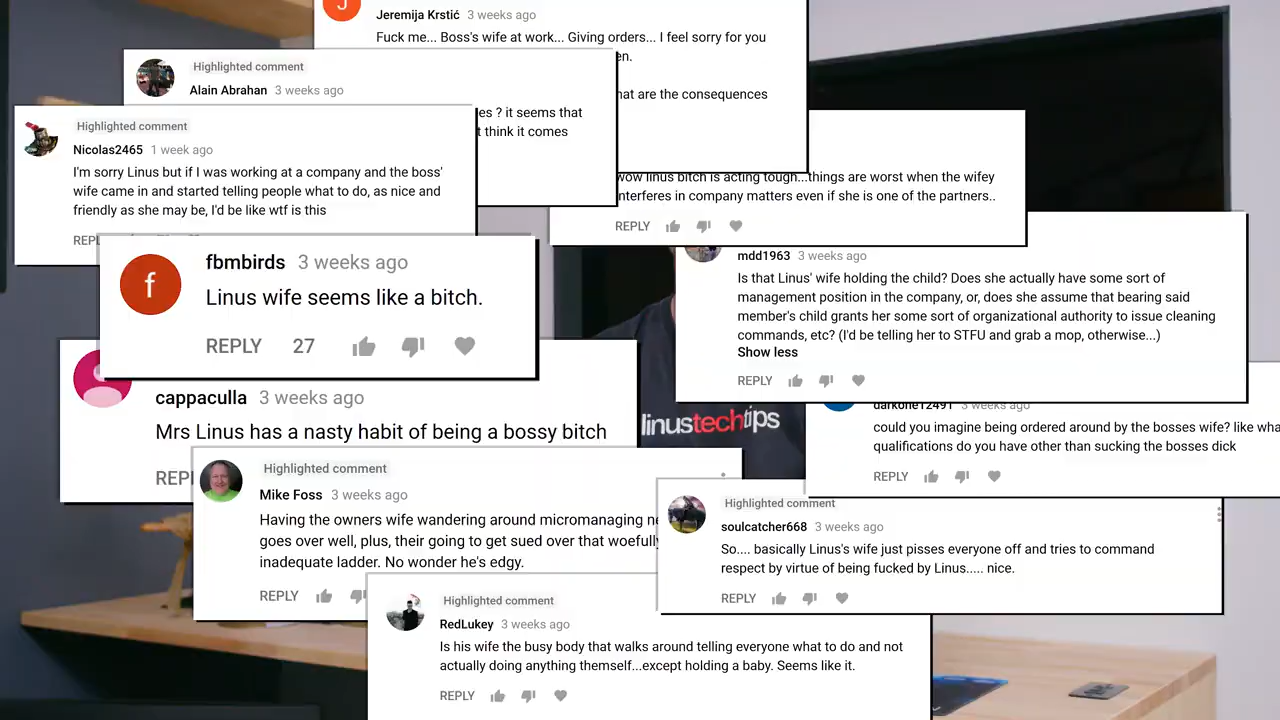 Jeremija Krstić 3 weeks ago
Fuck me... Boss's wife at work... Giving orders... I feel sorry for you
en.
hat are the consequences
Highlighted comment
Alain Abrahan 3 weeks ago
es ? it seems that
t think it comes
Highlighted comment
Nicolas2465 1 week ago
I'm sorry Linus but if I was working at a company and the boss'
wife came in and started telling people what to do, as nice and
friendly as she may be, I'd be like wtf is this
REPLY
wow linus bitch is acting tough...things are worst when the wifey
interferes in company matters even if she is one of the partners..
REPLY
fbmbirds 3 weeks ago
Linus wife seems like a bitch.
REPLY 27
mdd1963 3 weeks ago
Is that Linus' wife holding the child? Does she actually have some sort of
management position in the company, or, does she assume that bearing said
member's child grants her some sort of organizational authority to issue cleaning
commands, etc? (I'd be telling her to STFU and grab a mop, otherwise...)
Show less
REPLY
cappaculla 3 weeks ago
Mrs Linus has a nasty habit of being a bossy bitch
REPL
linustechtips
darkone12491 3 weeks ago
could you imagine being ordered around by the bosses wife? like wha
qualifications do you have other than sucking the bosses dick
REPLY
Highlighted comment
Mike Foss 3 weeks ago
Having the owners wife wandering around micromanaging ne
goes over well, plus, their going to get sued over that woefully
inadequate ladder. No wonder he's edgy.
REPLY
Highlighted comment
soulcatcher668 3 weeks ago
So.... basically Linus's wife just pisses everyone off and tries to command
respect by virtue of being fucked by Linus..... nice.
REPLY
Highlighted comment
RedLukey 3 weeks ago
Is his wife the busy body that walks around telling everyone what to do and not
actually doing anything themself...except holding a baby. Seems like it.
REPLY